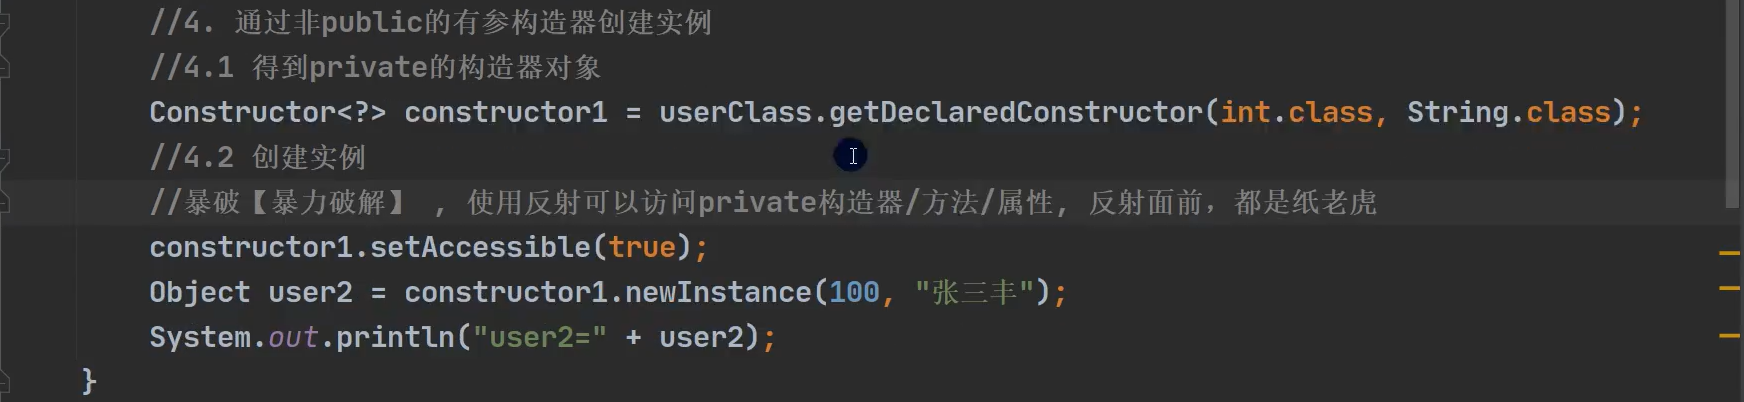 //4. 通过非public的有参构造器创建实例
//4.1 得到private的构造器对象
Constructor<?> constructor1 = userClass.getDeclaredConstructor(int.class, String.class);
//4.2 创建实例
//暴破【暴力破解】 , 使用反射可以访问private构造器/方法/属性, 反射面前，都是纸老虎
constructor1.setAccessible(true);
Object user2 = constructor1.newInstance(100, "张三丰");
System.out.println("user2=" + user2);
}